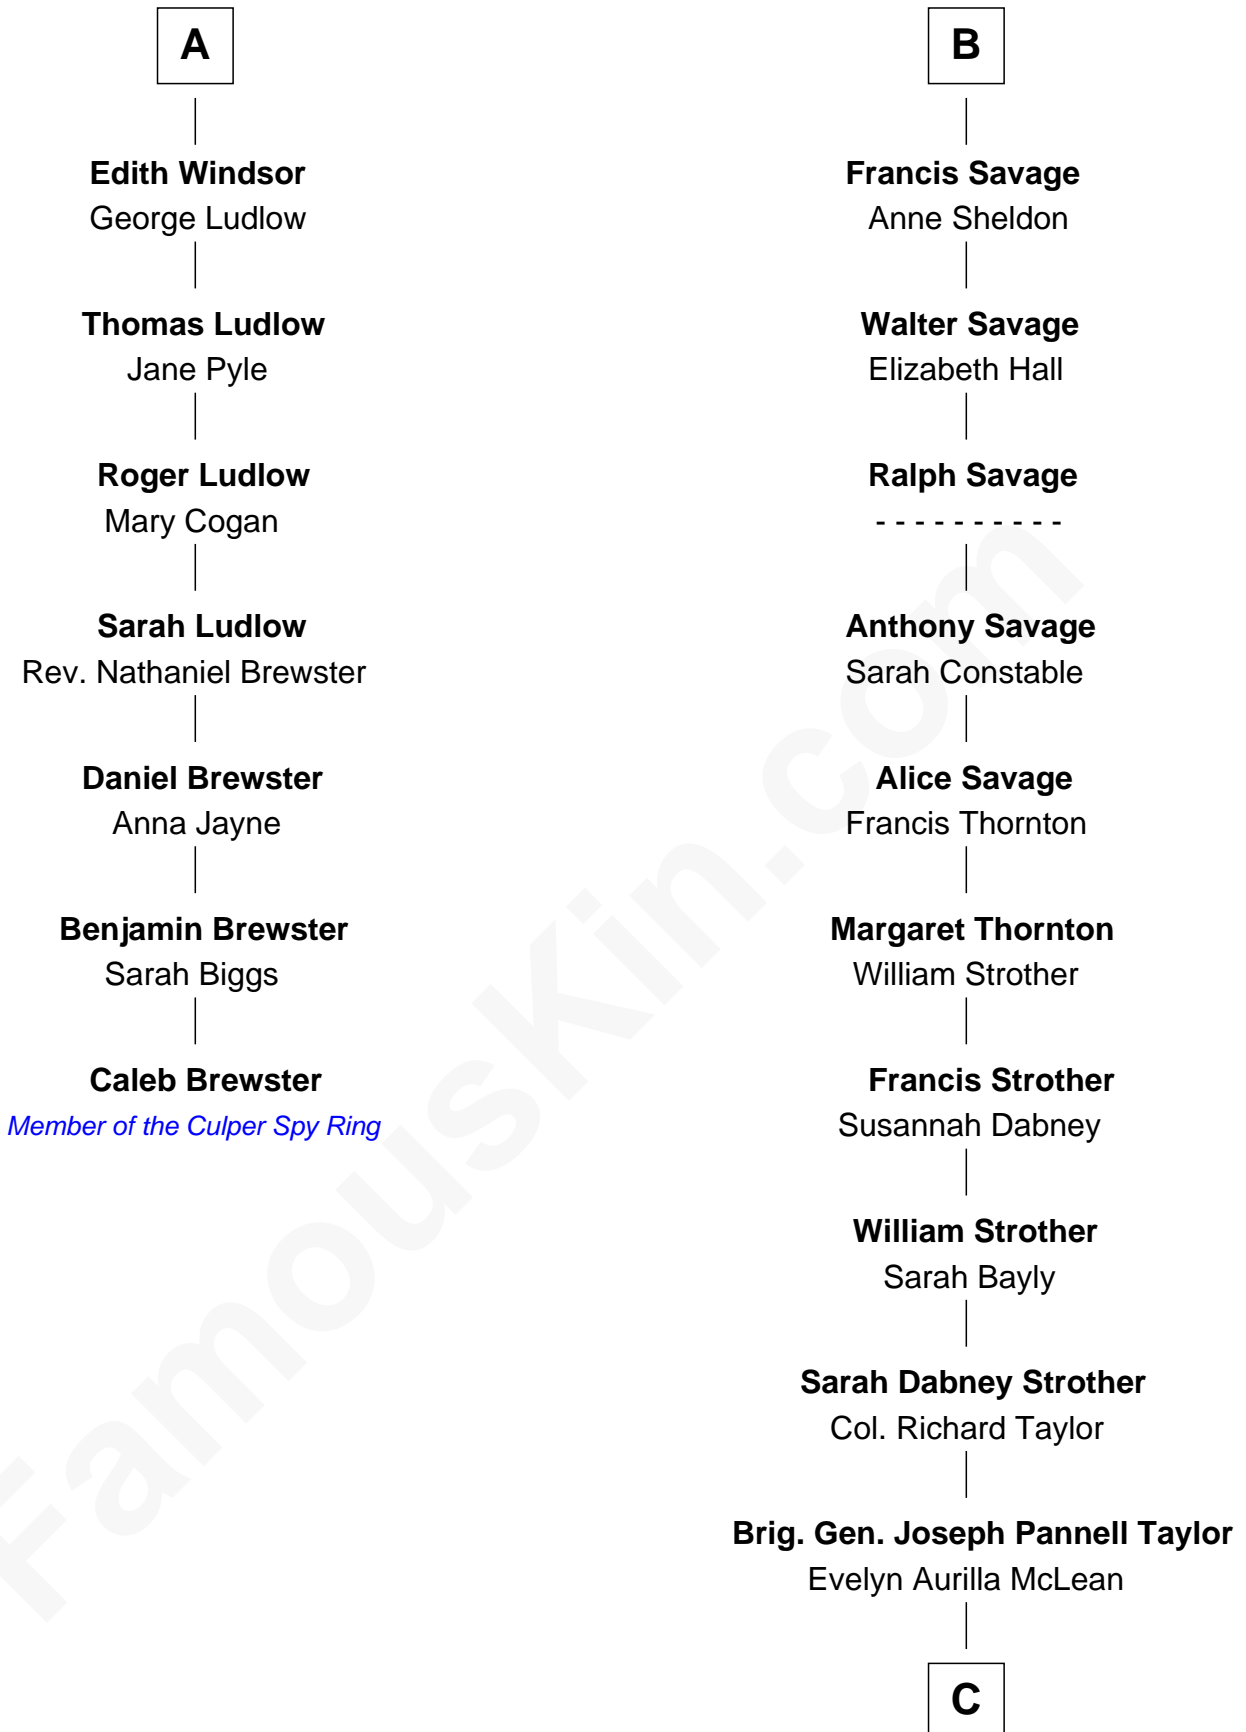 A
Edith Windsor
George Ludlow
Thomas Ludlow
Jane Pyle
Roger Ludlow
Mary Cogan
Sarah Ludlow
Rev. Nathaniel Brewster
Daniel Brewster
Anna Jayne
Benjamin Brewster
Sarah Biggs
Caleb Brewster
Member of the Culper Spy Ring
B
Francis Savage
Anne Sheldon
Walter Savage
Elizabeth Hall
Ralph Savage
- - - - - - - - - -
Anthony Savage
Sarah Constable
Alice Savage
Francis Thornton
Margaret Thornton
William Strother
Francis Strother
Susannah Dabney
William Strother
Sarah Bayly
Sarah Dabney Strother
Col. Richard Taylor
Brig. Gen. Joseph Pannell Taylor
Evelyn Aurilla McLean
C
FamousKin.com